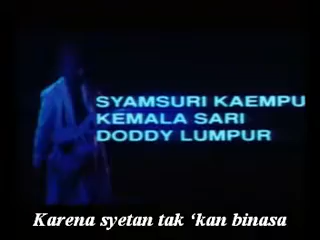 SYAMSURI KAEMPU
KEMALA SARI
DODDY LUMPUR
Karena syetan tak ‘kan binasa